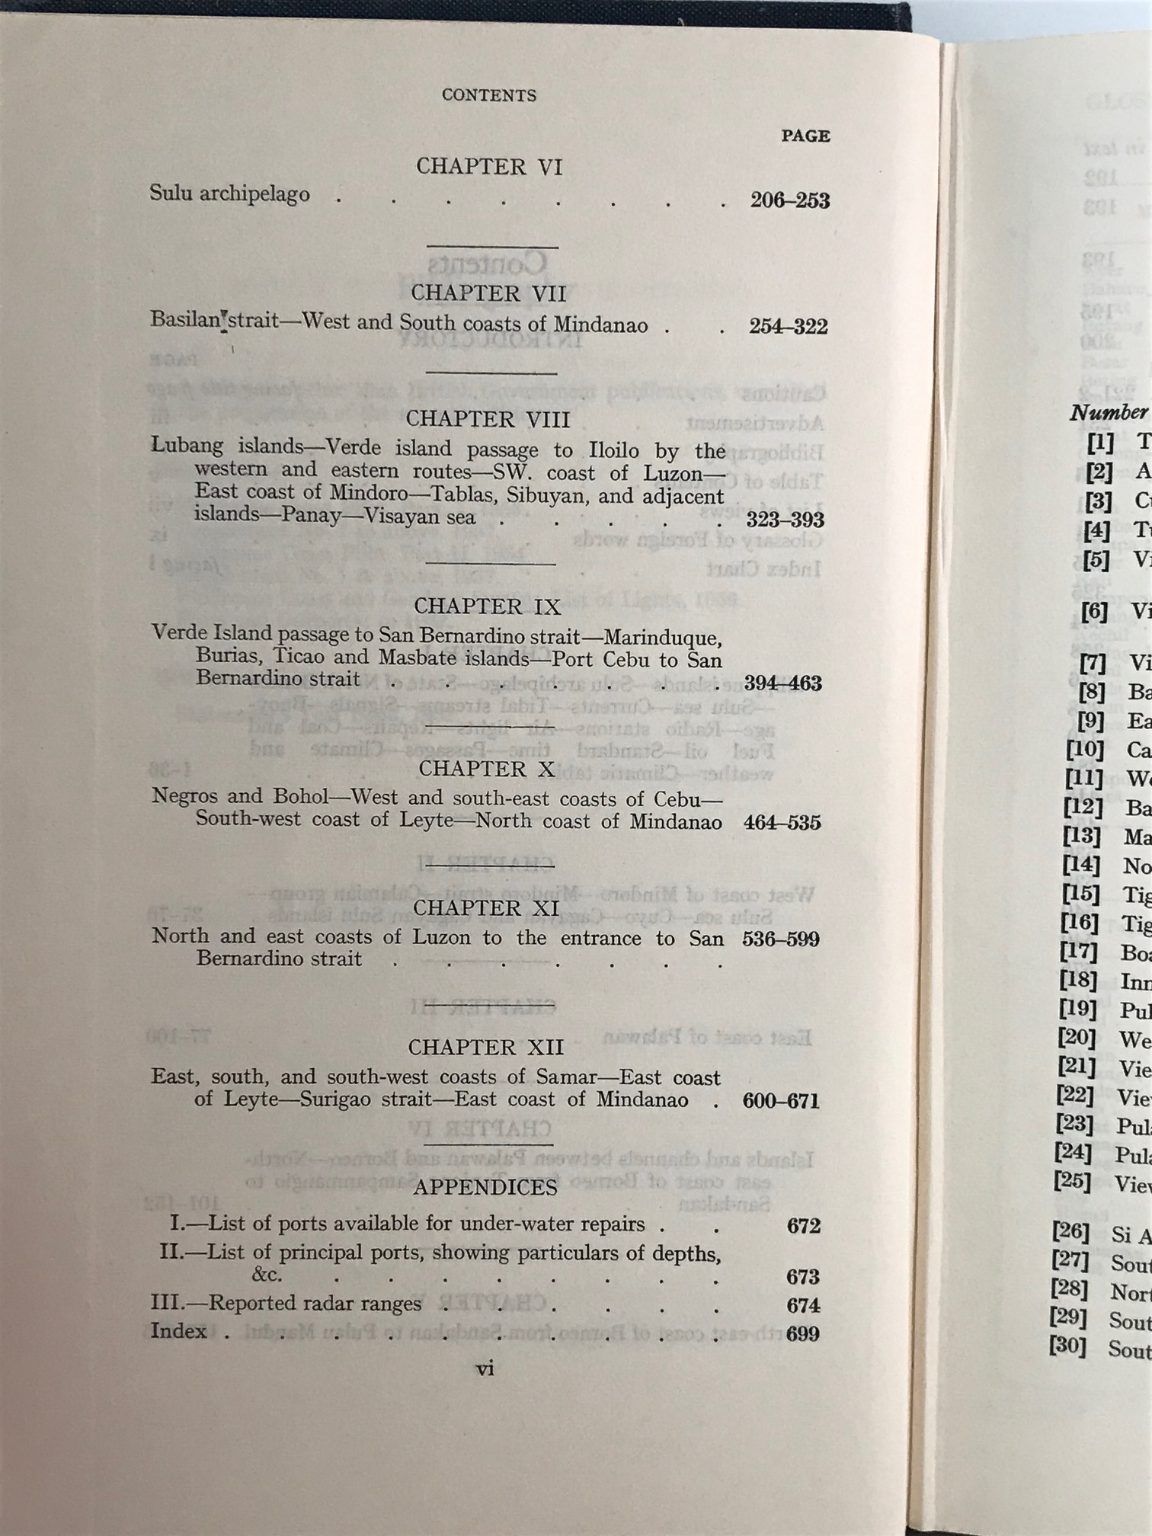 CONTENTS
PAGE
CHAPTER VI
Sulu archipelago . . . . . . . . 206–253
CHAPTER VII
Basilan strait—West and South coasts of Mindanao . . 254–322
CHAPTER VIII
Lubang islands—Verde island passage to Iloilo by the
western and eastern routes—SW. coast of Luzon—
East coast of Mindoro—Tablas, Sibuyan, and adjacent
islands—Panay—Visayan sea . . . . . 323–393
CHAPTER IX
Verde Island passage to San Bernardino strait—Marinduque,
Burias, Ticao and Masbate islands—Port Cebu to San
Bernardino strait . . . . . . . 394–463
CHAPTER X
Negros and Bohol—West and south-east coasts of Cebu—
South-west coast of Leyte—North coast of Mindanao 464–535
CHAPTER XI
North and east coasts of Luzon to the entrance to San 536–599
Bernardino strait . . . . . . .
CHAPTER XII
East, south, and south-west coasts of Samar—East coast
of Leyte—Surigao strait—East coast of Mindanao . 600–671
APPENDICES
I.—List of ports available for under-water repairs . . 672
II.—List of principal ports, showing particulars of depths,
&c. . . . . . . . . 673
III.—Reported radar ranges . . . . . . 674
Index . . . . . . . . . . 699
vi
Number
[1]
[2]
[3]
[4]
[5]
[6]
[7]
[8]
[9]
[10]
[11]
[12]
[13]
[14]
[15]
[16]
[17]
[18]
[19]
[20]
[21]
[22]
[23]
[24]
[25]
[26] Si
[27]
[28]
[29]
[30]